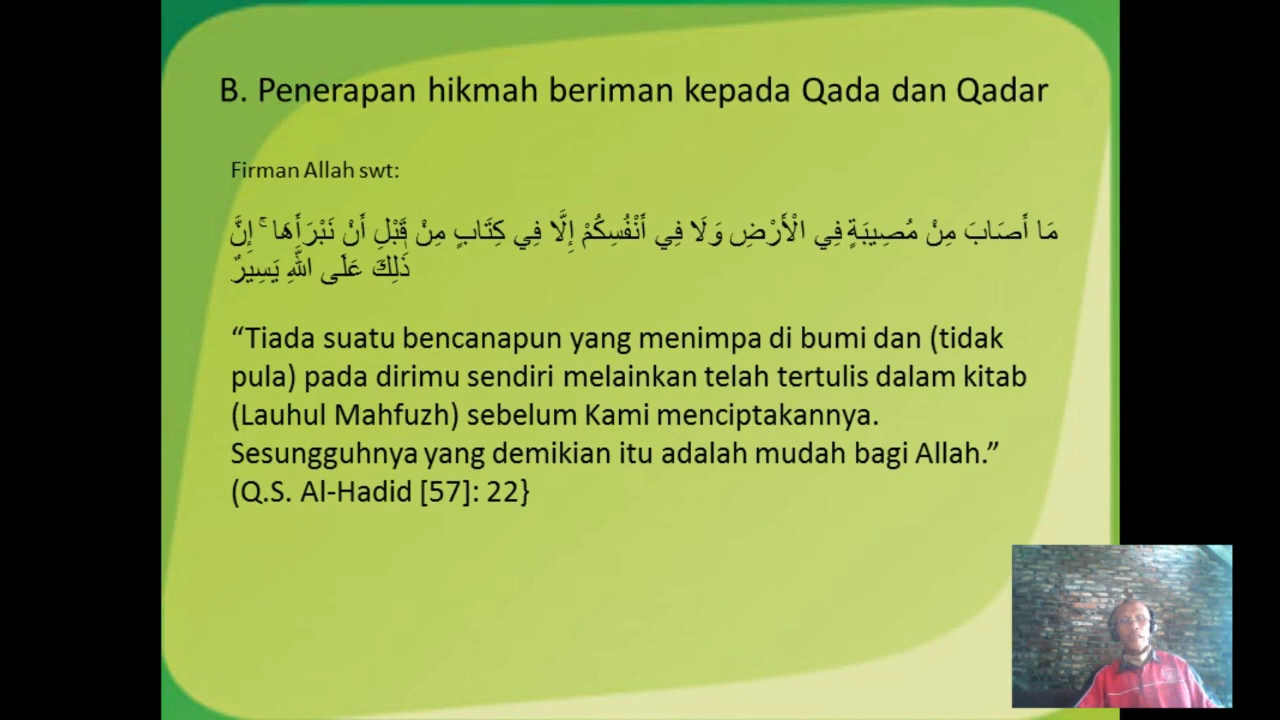 B. Penerapan hikmah beriman kepada Qada dan Qadar
Firman Allah swt:
مَا أَصَابَ مِنْ مُصِيبَةٍ فِي الْأَرْضِ وَلَا فِي أَنْفُسِكُمْ إِلَّا فِي كِتَابٍ مِنْ قَبْلِ أَنْ نَبْرَأَهَا ۚ إِنَّ
ذَٰلِكَ عَلَى اللَّهِ يَسِيرٌ
“Tiada suatu bencanapun yang menimpa di bumi dan (tidak
pula) pada dirimu sendiri melainkan telah tertulis dalam kitab
(Lauhul Mahfuzh) sebelum Kami menciptakannya.
Sesungguhnya yang demikian itu adalah mudah bagi Allah.”
(Q.S. Al-Hadid [57]: 22}